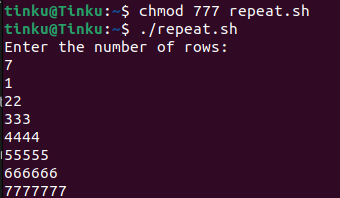 tinku@Tinku:~$ chmod 777 repeat.sh
tinku@Tinku:~$ ./repeat.sh
Enter the number of rows:
7
1
22
333
4444
55555
666666
7777777